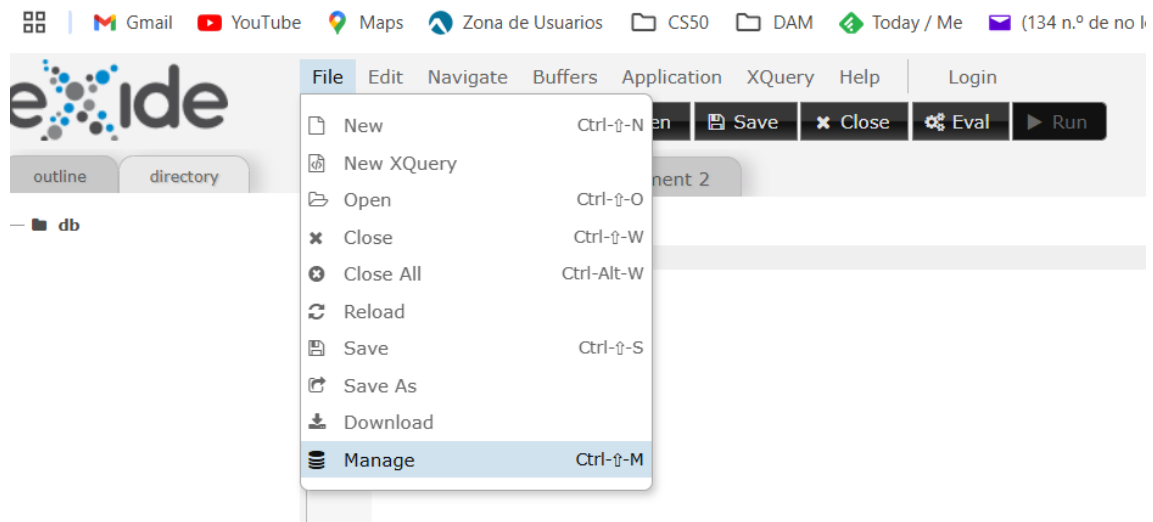 Gmail YouTube Maps Zona de Usuarios CS50 DAM Today / Me (134 n.º de no
eXide File Edit Navigate Buffers Application XQuery Help Login
New Ctrl-⇧-N
Save Close Eval Run
New XQuery
outline directory
Open Ctrl-⇧-O
db
Close Ctrl-⇧-W
Close All Ctrl-Alt-W
Reload
Save Ctrl-⇧-S
Save As
Download
Manage Ctrl-⇧-M